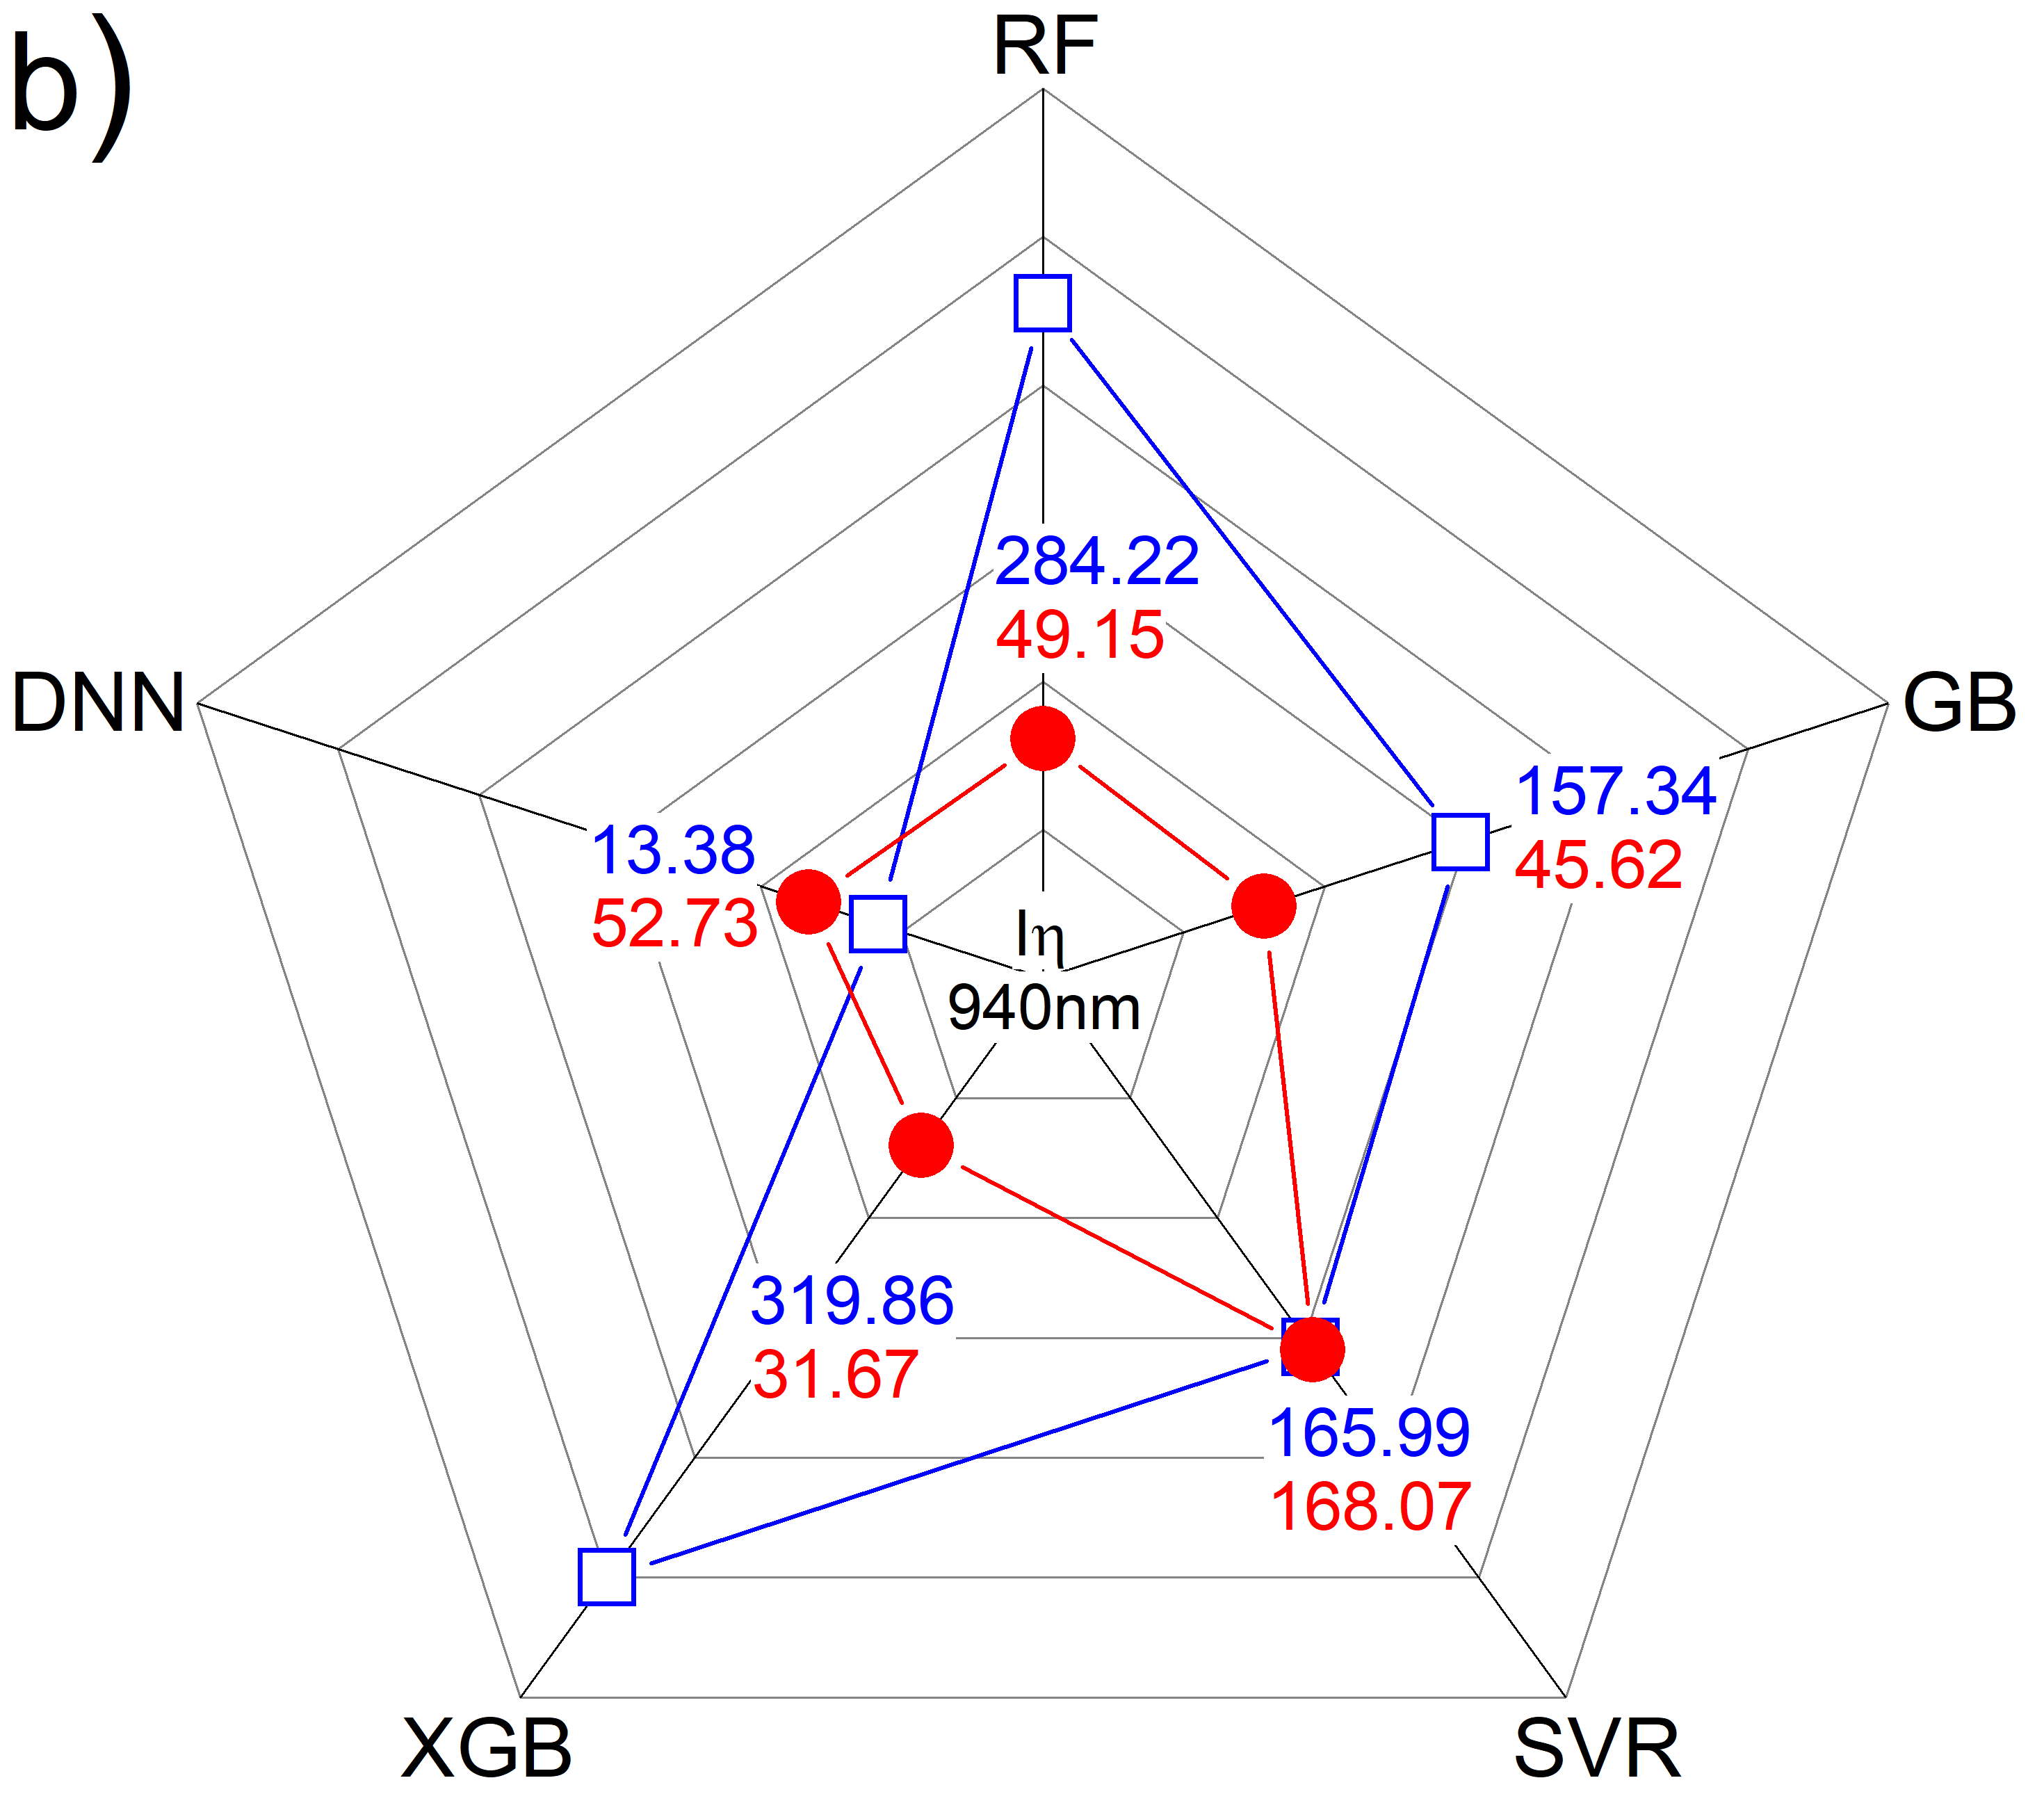 b)
RF
284.22
49.15
DNN
GB
157.34
45.62
13.38
52.73
Iη
940nm
319.86
31.67
165.99
168.07
XGB
SVR